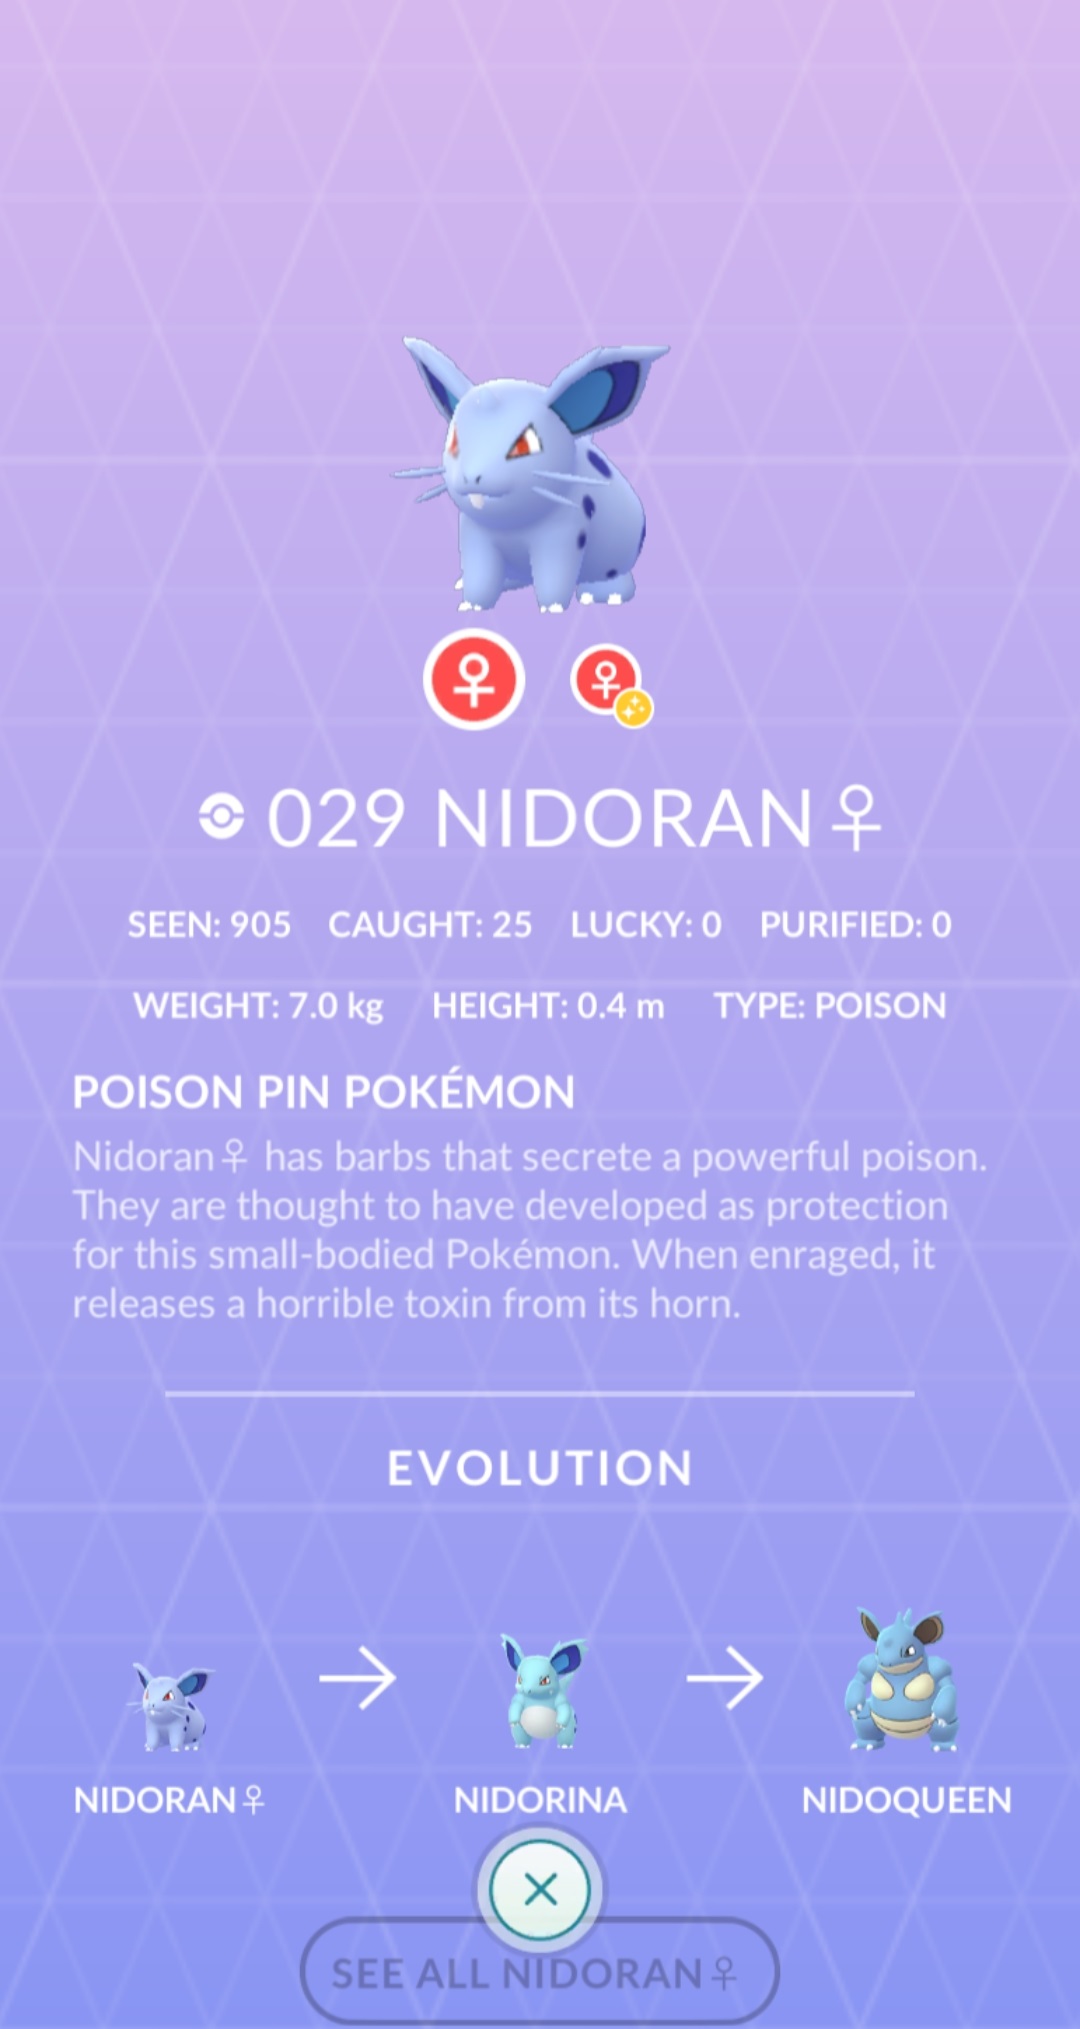 029 NIDORAN♀
SEEN: 905 CAUGHT: 25 LUCKY: 0 PURIFIED: 0
WEIGHT: 7.0 kg HEIGHT: 0.4 m TYPE: POISON
POISON PIN POKÉMON
Nidoran♀ has barbs that secrete a powerful poison.
They are thought to have developed as protection
for this small-bodied Pokémon. When enraged, it
releases a horrible toxin from its horn.
EVOLUTION
NIDORAN♀ NIDORINA NIDOQUEEN
SEE ALL NIDORAN♀